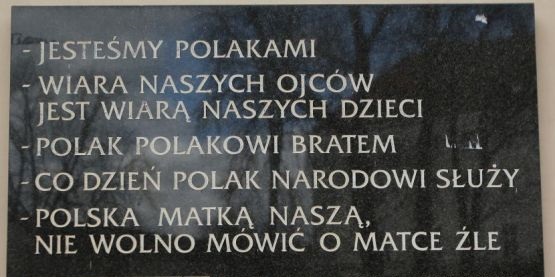 - JESTEŚMY POLAKAMI
- WIARA NASZYCH OJCÓW
JEST WIARĄ NASZYCH DZIECI
- POLAK POLAKOWI BRATEM
- CO DZIEŃ POLAK NARODOWI SŁUŻY
- POLSKA MATKĄ NASZĄ,
NIE WOLNO MÓWIĆ O MATCE ŹLE